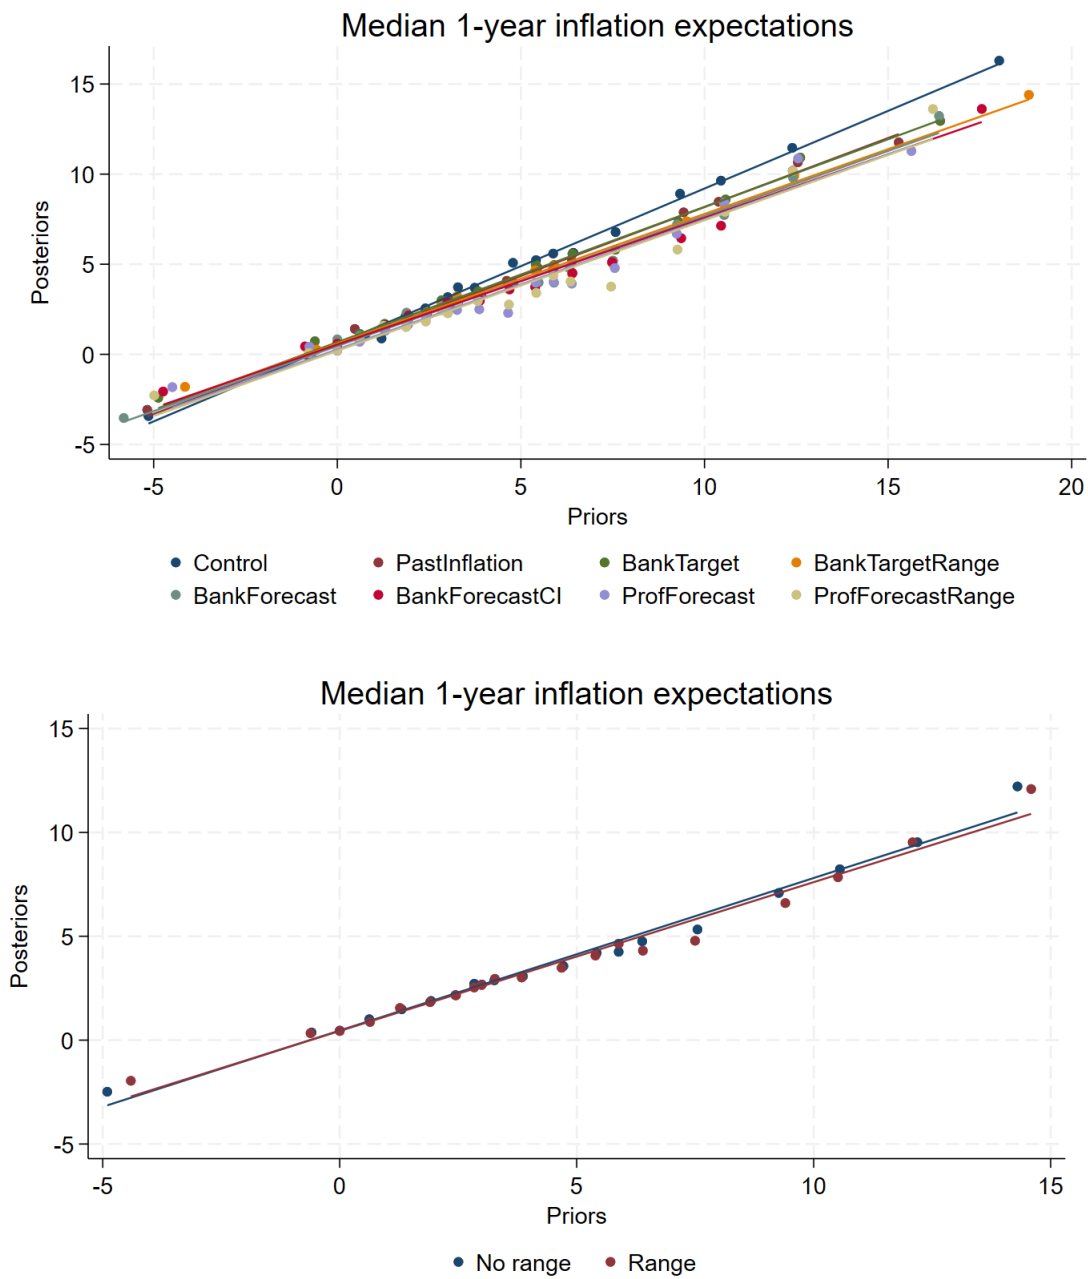 Median 1-year inflation expectations
15
10
5
0
-5
Posteriors
-5 0 5 10 15 20
Priors
Control PastInflation BankTarget BankTargetRange
BankForecast BankForecastCI ProfForecast ProfForecastRange
Median 1-year inflation expectations
15
10
5
0
-5
Posteriors
-5 0 5 10 15
Priors
No range Range